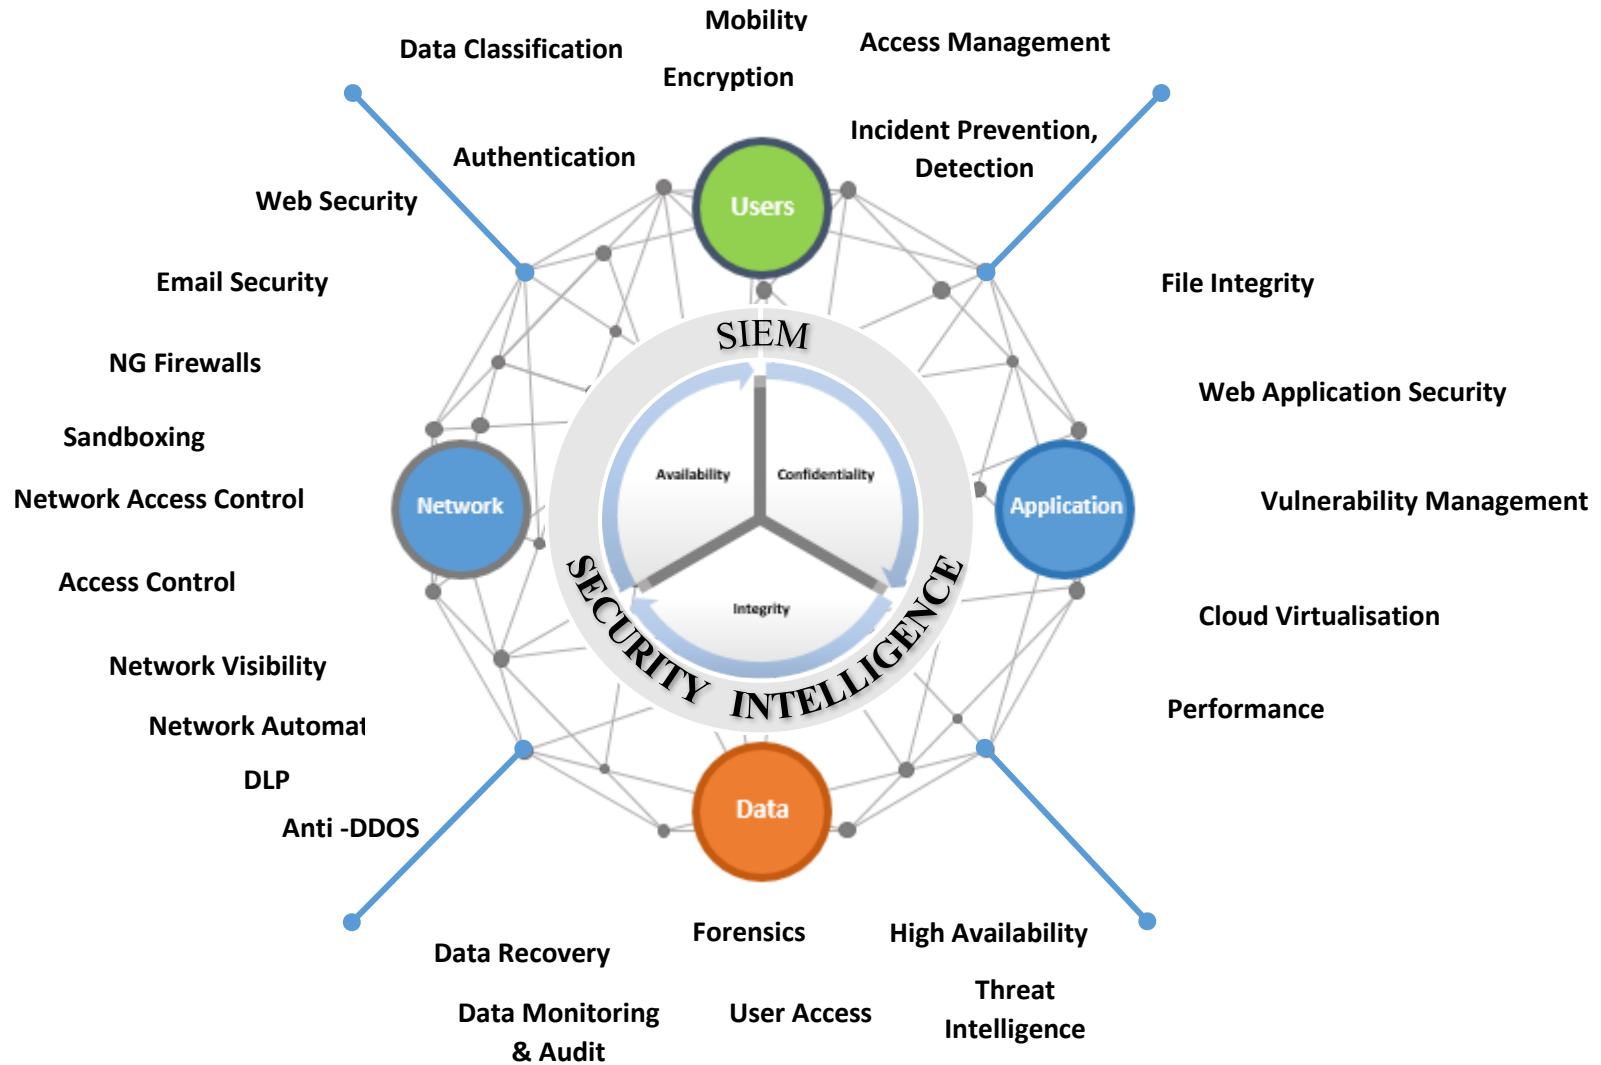 Mobility
Data Classification
Access Management
Encryption
Incident Prevention,
Detection
Authentication
Web Security
Users
Email Security
File Integrity
SIEM
NG Firewalls
Web Application Security
Sandboxing
Availability
Confidentiality
Network Access Control
Network
Application
Vulnerability Management
Access Control
Integrity
Cloud Virtualisation
SECURITY INTELLIGENCE
Network Visibility
Performance
Network Automat
DLP
Data
Anti -DDOS
Forensics
High Availability
Data Recovery
Threat
Intelligence
Data Monitoring
& Audit
User Access